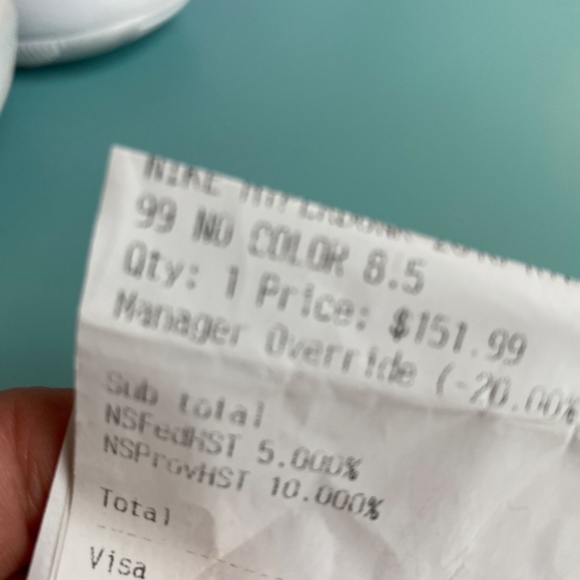 NIKE
99 NO COLOR 8.5
Qty: 1 Price: $151.99
Manager Override (-20.00%
Sub total
NSFedHST 5.000%
NSProvHST 10.000%
Total
Visa